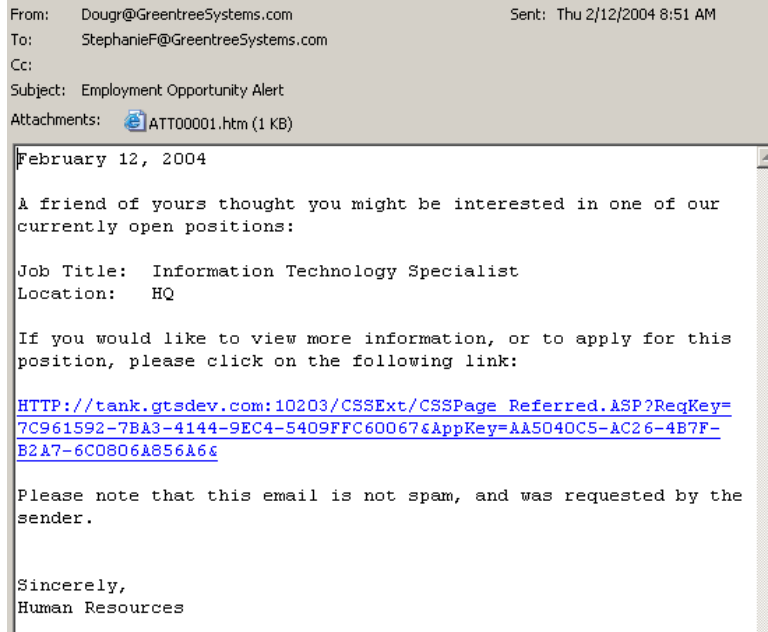 From: Dougr@GreentreeSystems.com Sent: Thu 2/12/2004 8:51 AM
To: StephanieF@GreentreeSystems.com
Cc:
Subject: Employment Opportunity Alert
Attachments: ATT00001.htm (1 KB)
February 12, 2004
A friend of yours thought you might be interested in one of our
currently open positions:
Job Title: Information Technology Specialist
Location: HQ
If you would like to view more information, or to apply for this
position, please click on the following link:
HTTP://tank.gtsdev.com:10203/CSSExt/CSSPage_Referred.ASP?ReqKey=
7C961592-7BA3-4144-9EC4-5409FFC60067&AppKey=AA5040C5-AC26-4B7F-
B2A7-6C0806A856A6&
Please note that this email is not spam, and was requested by the
sender.
Sincerely,
Human Resources